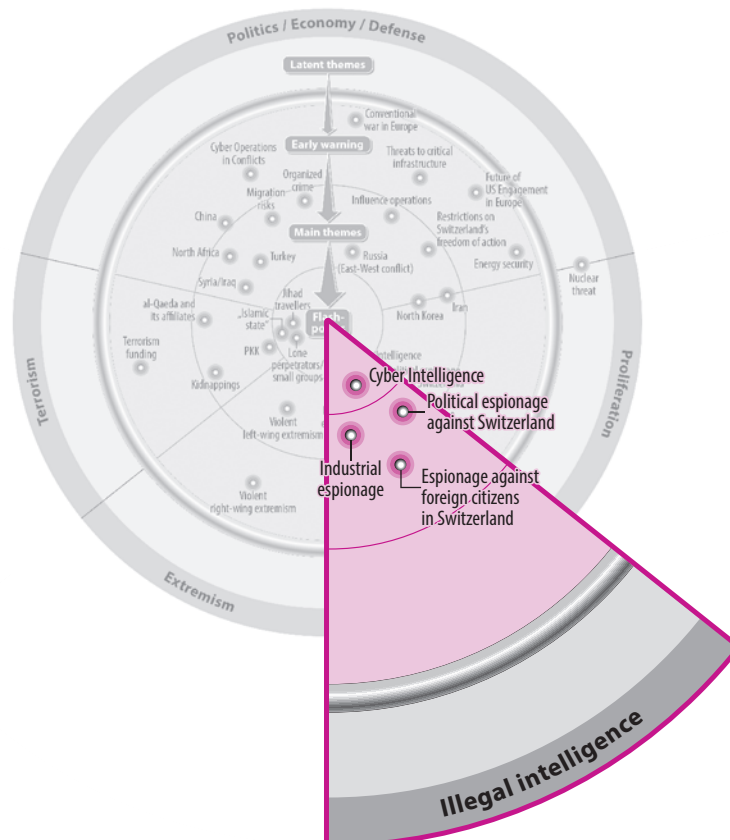 Politics / Economy / Defense
Latent themes
Conventional
war in Europe
Early warning
Cyber Operations
in Conflicts
Threats to critical
infrastructure
Organized
crime
Future of
US Engagement
in Europe
Migration
risks
Influence operations
China
Restrictions on
Switzerland's
freedom of action
Main themes
North Africa
Turkey
Russia
(East-West conflict)
Energy security
Nuclear
threat
Syria/Iraq
Jihad
travellers
al-Qaeda and
its affiliates
„Islamic
state"
North Korea
Iran
Flash-
Terrorism
funding
PKK
Lone
perpetrators/
small groups
Kidnappings
Terrorism
Proliferation
Cyber Intelligence
Political espionage
against Switzerland
Violent
left-wing extremism
Industrial
espionage
Espionage against
foreign citizens
in Switzerland
Violent
right-wing extremism
Extremism
Illegal intelligence